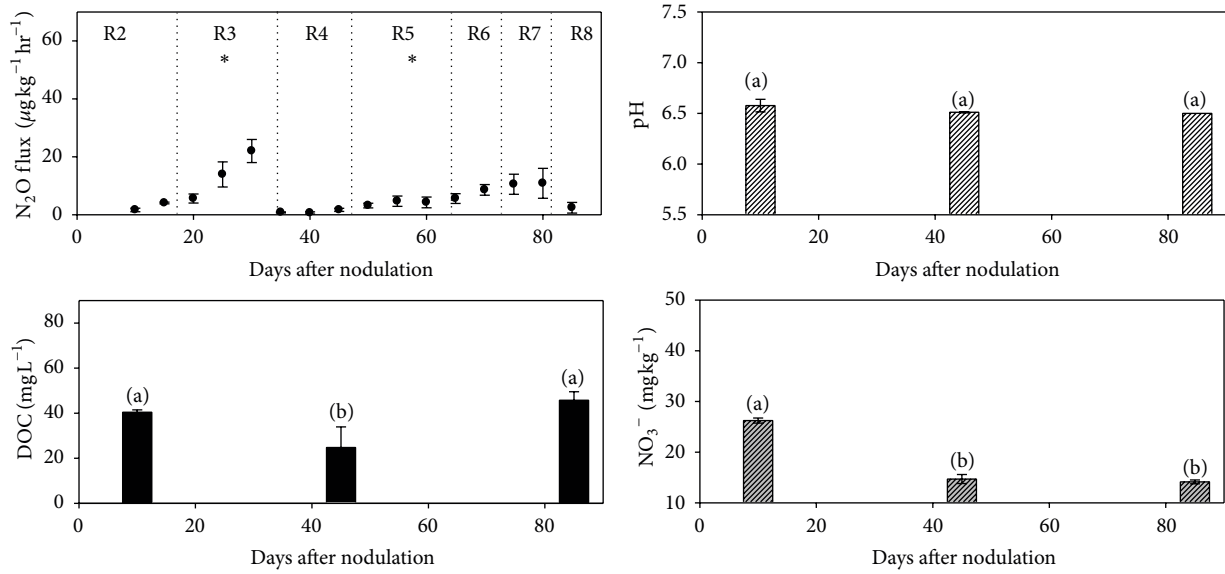 N₂O flux (μg kg⁻¹ hr⁻¹)
60
40
20
0
R2 R3 R4 R5 R6 R7 R8
* *
0 20 40 60 80
Days after nodulation
pH
7.5
7.0
6.5
6.0
5.5
(a) (a) (a)
0 20 40 60 80
Days after nodulation
DOC (mgL⁻¹)
80
60
40
20
0
(a) (b) (a)
0 20 40 60 80
Days after nodulation
NO₃⁻ (mgkg⁻¹)
50
40
30
20
10
(a) (b) (b)
0 20 40 60 80
Days after nodulation